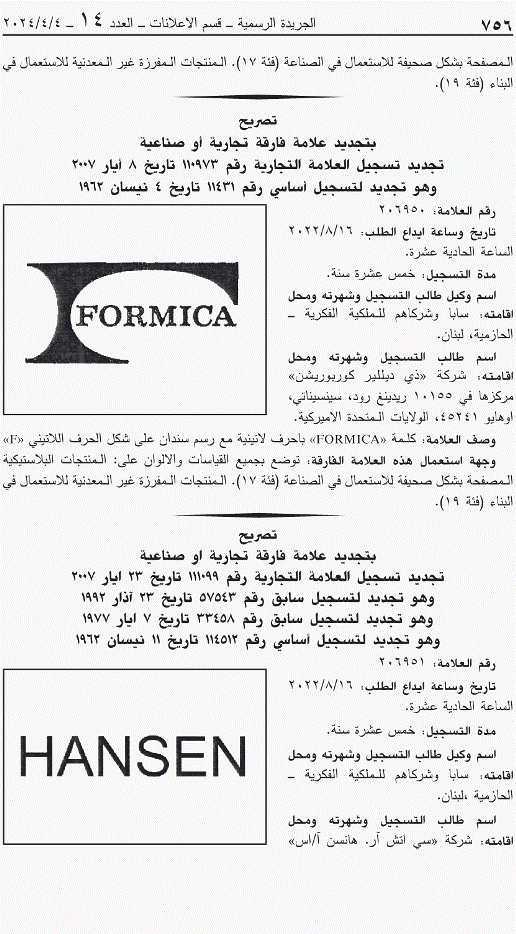 ٧٥٦ الجريدة الرسمية ــ قسم الاعلانات ــ العدد ١٤ ــ ٢٠٢٤/٤/٤
المصفحة بشكل صحيفة للاستعمال في الصناعة (فئة ١٧). المنتجات المفرزة غير المعدنية للاستعمال في
البناء (فئة ١٩).
تصريح
بتجديد علامة فارقة تجارية أو صناعية
تجديد تسجيل العلامة التجارية رقم ١١٠٩٧٣ تاريخ ٨ أيار ٢٠٠٧
وهو تجديد لتسجيل أساسي رقم ١١٤٣١ تاريخ ٤ نيسان ١٩٦٢
رقم العلامة: ٢٠٦٩٥٠
تاريخ وساعة ايداع الطلب: ٢٠٢٢/٨/١٦
الساعة الحادية عشرة.
مدة التسجيل: خمس عشرة سنة.
اسم وكيل طالب التسجيل وشهرته ومحل
اقامته: سابا وشركاهم للملكية الفكرية ــ
الحازمية، لبنان.
اسم طالب التسجيل وشهرته ومحل
اقامته: شركة «ذي ديللير كوربوريشن»
مركزها في ١٠١٥٥ ريدينغ رود، سينسيناتي،
اوهايو ٤٥٢٤١، الولايات المتحدة الاميركية.
FORMICA
وصف العلامة: كلمة «FORMICA» باحرف لاتينية مع رسم سندان على شكل الحرف اللاتيني «F»
وجهة استعمال هذه العلامة الفارقة: توضع بجميع القياسات والالوان على: المنتجات البلاستيكية
المصفحة بشكل صحيفة للاستعمال في الصناعة (فئة ١٧). المنتجات المفرزة غير المعدنية للاستعمال في
البناء (فئة ١٩).
تصريح
بتجديد علامة فارقة تجارية او صناعية
تجديد تسجيل العلامة التجارية رقم ١١١٠٩٩ تاريخ ٢٣ ايار ٢٠٠٧
وهو تجديد لتسجيل سابق رقم ٥٧٥٤٣ تاريخ ٢٣ آذار ١٩٩٢
وهو تجديد لتسجيل سابق رقم ٣٣٤٥٨ تاريخ ٧ ايار ١٩٧٧
وهو تجديد لتسجيل أساسي رقم ١١٤٥١٢ تاريخ ١١ نيسان ١٩٦٢
رقم العلامة: ٢٠٦٩٥١
تاريخ وساعة ايداع الطلب: ٢٠٢٢/٨/١٦
الساعة الحادية عشرة.
مدة التسجيل: خمس عشرة سنة.
اسم وكيل طالب التسجيل وشهرته ومحل
اقامته: سابا وشركاهم للملكية الفكرية ــ
الحازمية ،لبنان.
اسم طالب التسجيل وشهرته ومحل
اقامته: شركة «سي اتش آر. هانسن آ/اس»
HANSEN